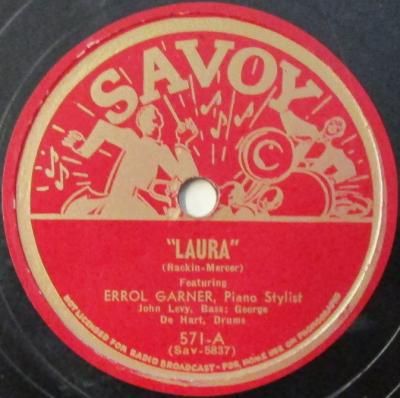 SAVOY
C
"LAURA"
(Rackin-Mercer)
Featuring
ERROL GARNER, Piano Stylist
John Levy, Bass; George
De Hart, Drums
571-A
(Sav-5837)
NOT LICENSED FOR RADIO BROADCAST - FOR HOME USE ON PHONOGRAPHS